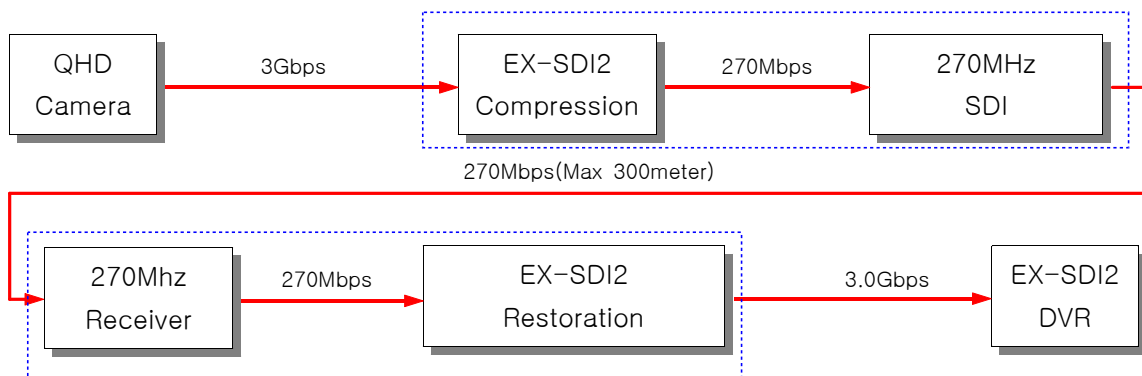 QHD
Camera
3Gbps
EX-SDI2
Compression
270Mbps
270MHz
SDI
270Mbps(Max 300meter)
270Mhz
Receiver
270Mbps
EX-SDI2
Restoration
3.0Gbps
EX-SDI2
DVR